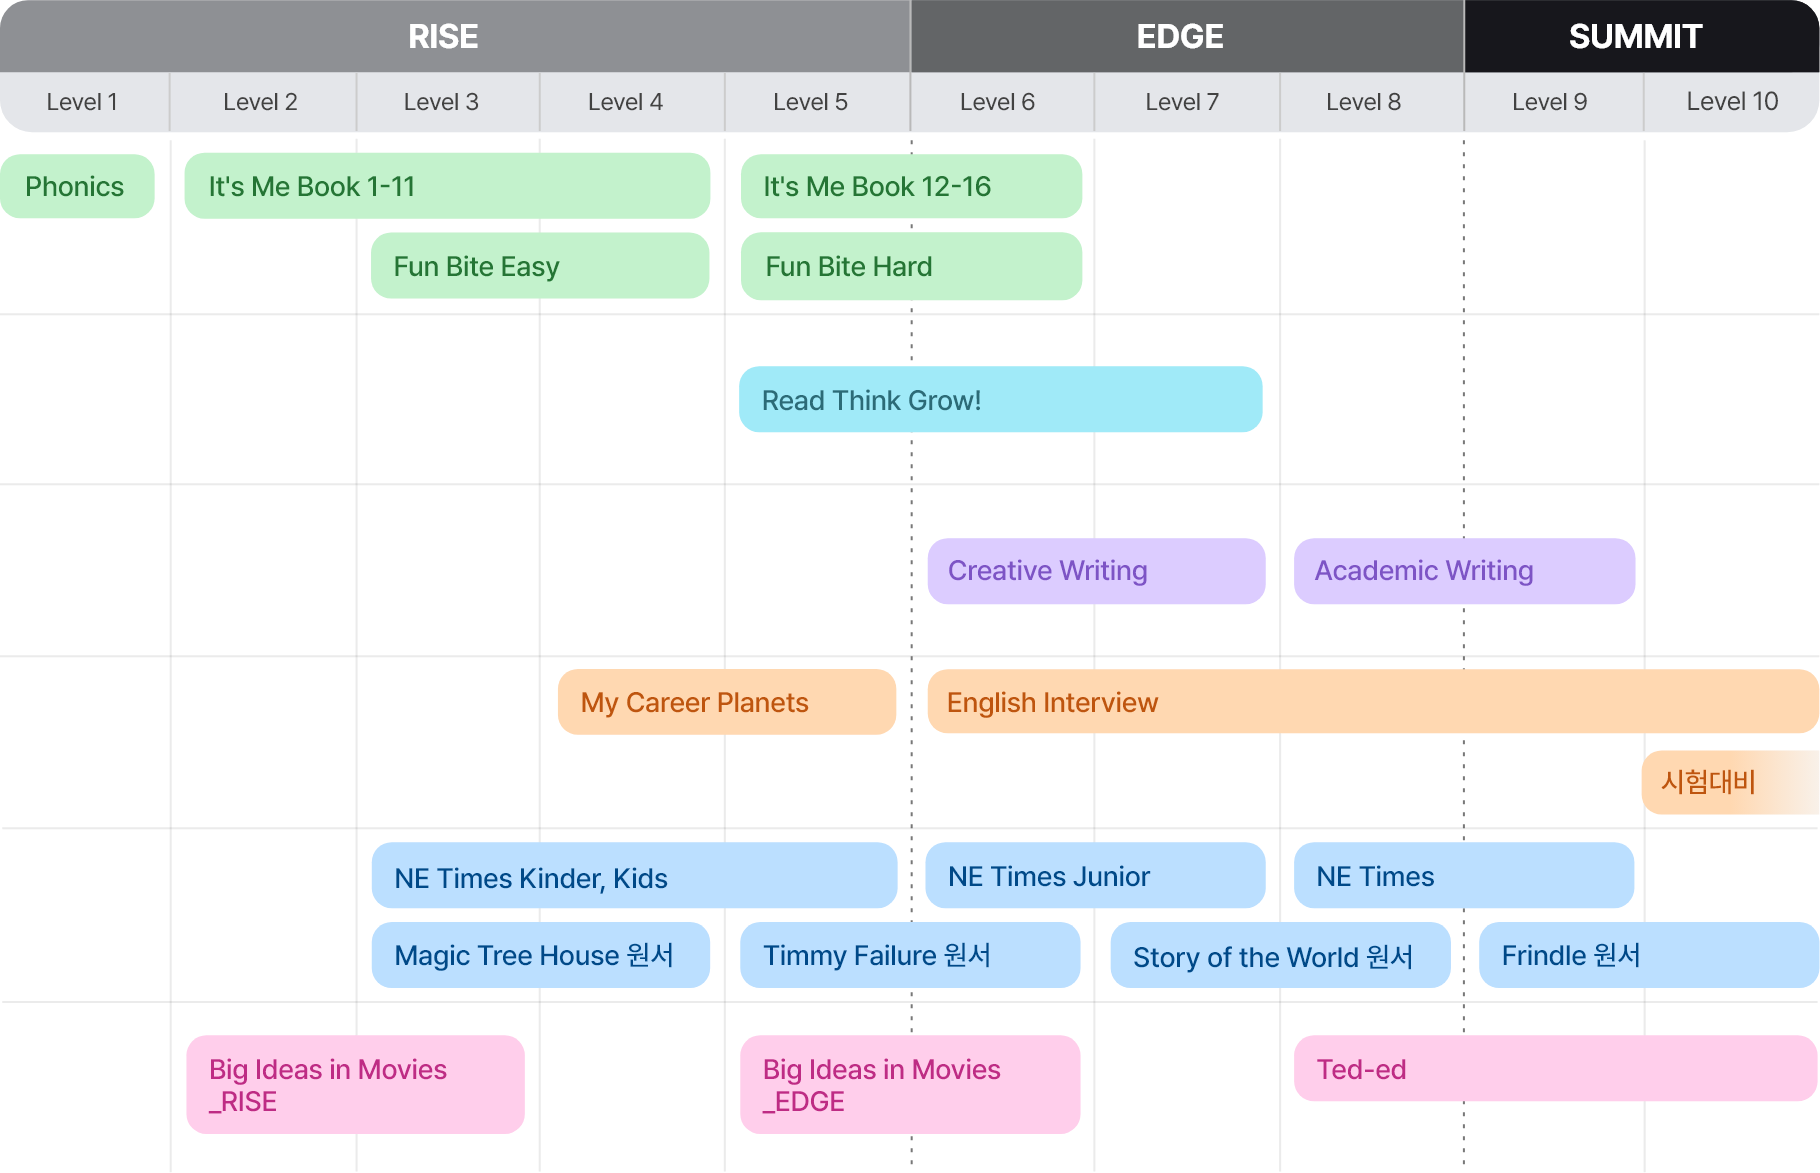 RISE EDGE SUMMIT
Level 1 Level 2 Level 3 Level 4 Level 5 Level 6 Level 7 Level 8 Level 9 Level 10
Phonics It's Me Book 1-11 It's Me Book 12-16
Fun Bite Easy Fun Bite Hard
Read Think Grow!
Creative Writing Academic Writing
My Career Planets English Interview
시험대비
NE Times Kinder, Kids NE Times Junior NE Times
Magic Tree House 원서 Timmy Failure 원서 Story of the World 원서 Frindle 원서
Big Ideas in Movies
_RISE
Big Ideas in Movies
_EDGE
Ted-ed